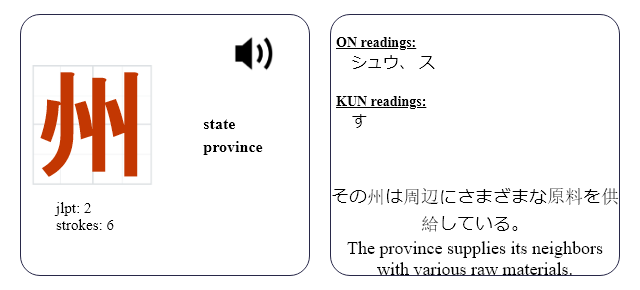 州
state
province
jlpt: 2
strokes: 6
ON readings:
シュウ、 ス
KUN readings:
す
その州は周辺にさまざまな原料を供
給している。
The province supplies its neighbors
with various raw materials.